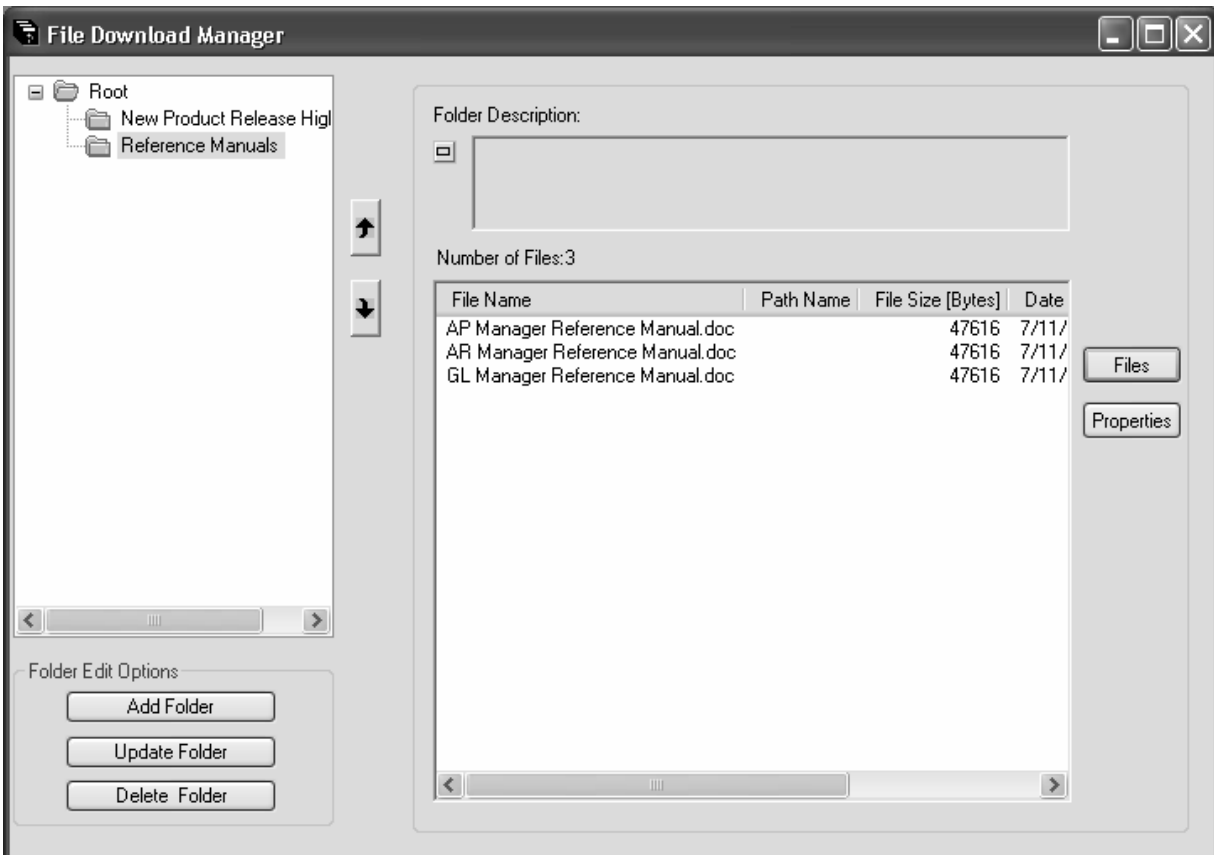 File Download Manager
Root
New Product Release Higl
Reference Manuals
Folder Edit Options
Add Folder
Update Folder
Delete Folder
Folder Description:
Number of Files:3
File Name Path Name File Size [Bytes] Date
AP Manager Reference Manual.doc 47616 7/11/
AR Manager Reference Manual.doc 47616 7/11/
GL Manager Reference Manual.doc 47616 7/11/
Files
Properties